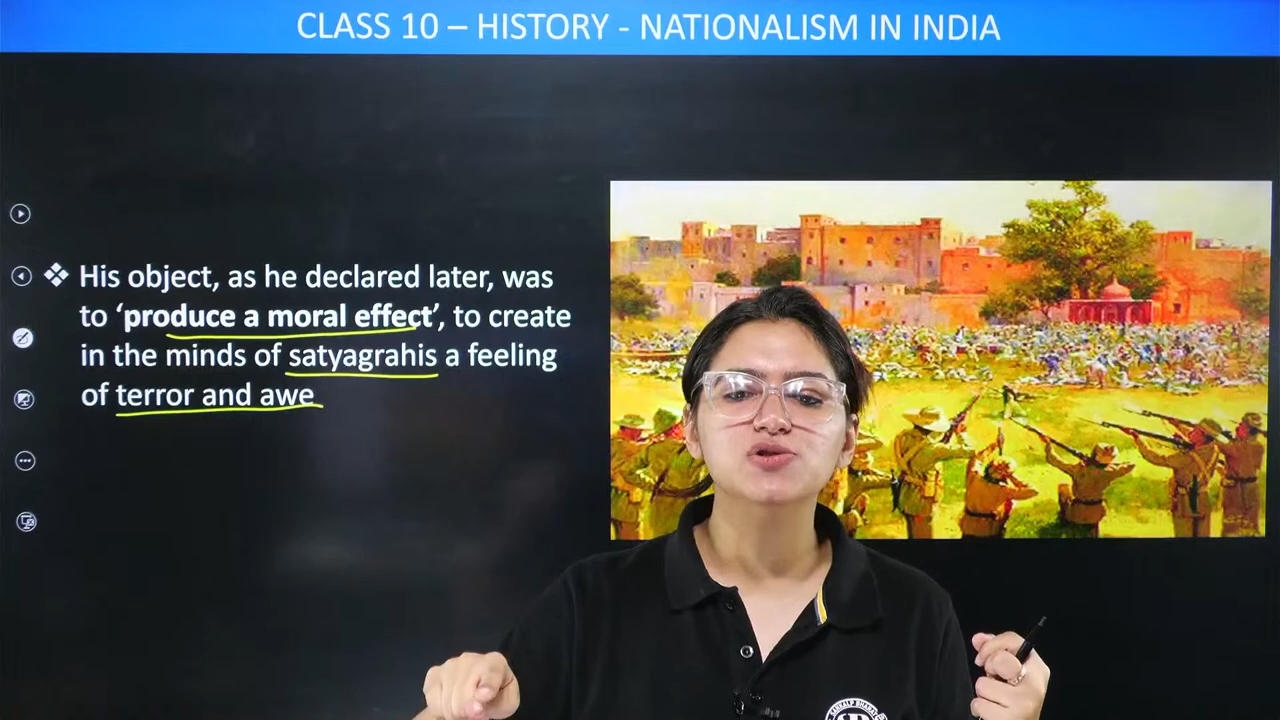 CLASS 10 – HISTORY - NATIONALISM IN INDIA
❖ His object, as he declared later, was
to ‘produce a moral effect’, to create
in the minds of satyagrahis a feeling
of terror and awe